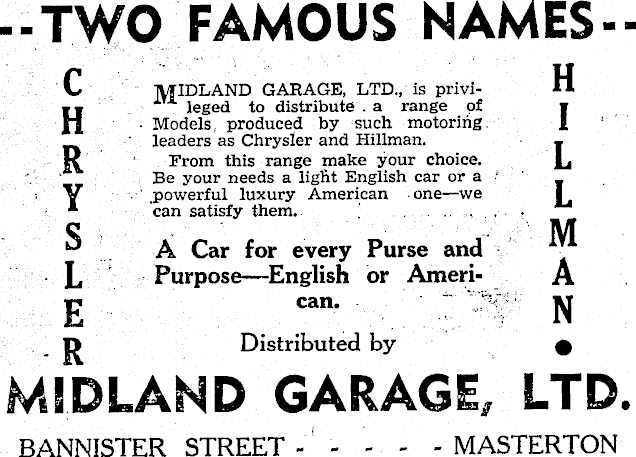 --TWO FAMOUS NAMES--
CHRYSLER
MIDLAND GARAGE, LTD., is privi-
leged to distribute a range of
Models produced by such motoring
leaders as Chrysler and Hillman.
From this range make your choice.
Be your needs a light English car or a
powerful luxury American one—we
can satisfy them.
A Car for every Purse and
Purpose—English or Ameri-
can.
Distributed by
HILLMAN
MIDLAND GARAGE, LTD.
BANNISTER STREET - - - - - MASTERTON